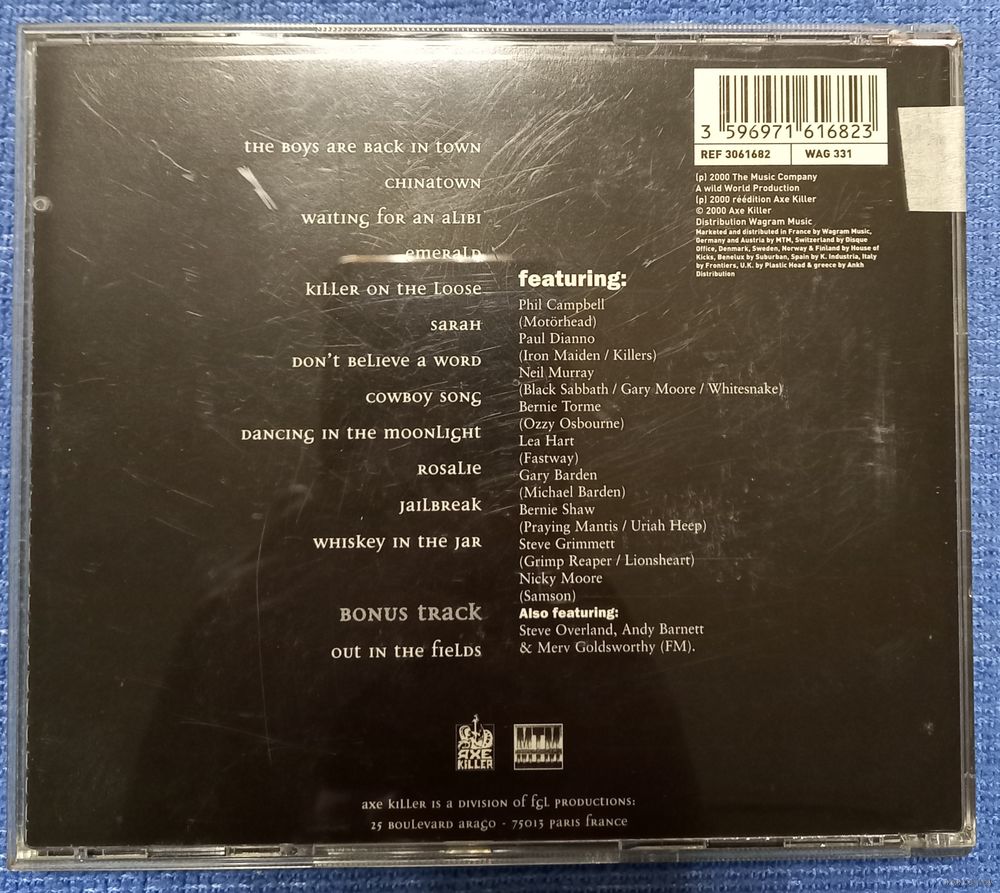 the Boys are Back in town
chinatown
waiting for an alibi
emerald
killer on the loose
sarah
don't believe a word
cowboy song
dancing in the moonlight
rosalie
jailbreak
whiskey in the jar
Bonus track
out in the fields
3 596971 616823
REF 3061682 WAG 331
(p) 2000 The Music Company
A wild World Production
(p) 2000 réédition Axe Killer
© 2000 Axe Killer
Distribution Wagram Music
Marketed and distributed in France by Wagram Music,
Germany and Austria by MTM, Switzerland by Disque
Office, Denmark, Sweden, Norway & Finland by House of
Kicks, Benelux by Suburban, Spain by K. Industria, Italy
by Frontiers, U.K. by Plastic Head & greece by Ankh
Distribution
featuring:
Phil Campbell
(Motörhead)
Paul Dianno
(Iron Maiden / Killers)
Neil Murray
(Black Sabbath / Gary Moore / Whitesnake)
Bernie Torme
(Ozzy Osbourne)
Lea Hart
(Fastway)
Gary Barden
(Michael Barden)
Bernie Shaw
(Praying Mantis / Uriah Heep)
Steve Grimmett
(Grimp Reaper / Lionsheart)
Nicky Moore
(Samson)
Also featuring:
Steve Overland, Andy Barnett
& Merv Goldsworthy (FM).
AXE
KILLER
MTM
axe killer is a division of fgl productions:
25 Boulevard arago - 75013 paris france